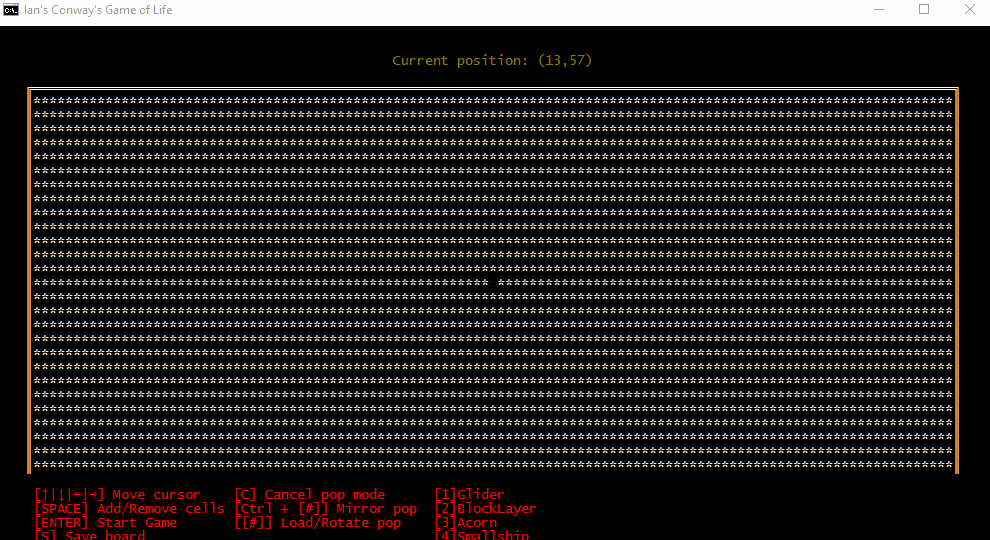 Ian's Conway's Game of Life
Current position: (13,57)
[↑|↓|←|→] Move cursor [C] Cancel pop mode [1]Glider
[SPACE] Add/Remove cells [Ctrl + [#]] Mirror pop [2]BlockLayer
[ENTER] Start Game [[#]] Load/Rotate pop [3]Acorn
[S] Save board [4]Smallship